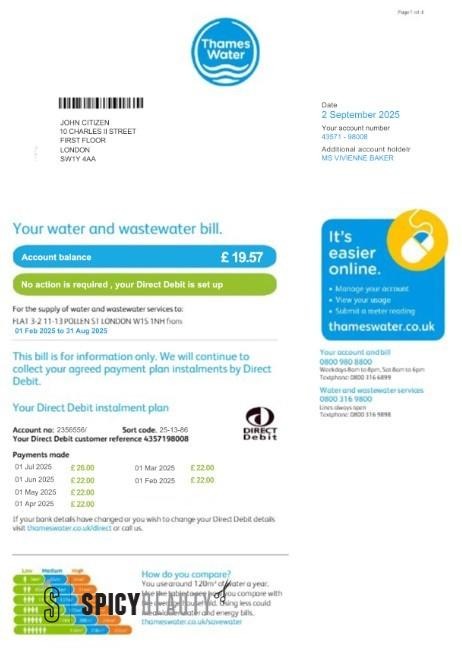 Page 1 of 4
Thames
Water
JOHN CITIZEN
10 CHARLES II STREET
FIRST FLOOR
LONDON
SW1Y 4AA
Date
2 September 2025
Your account number
43571 - 98008
Additional account holder
MS VIVIENNE BAKER
Your water and wastewater bill.
Account balance £ 19.57
No action is required , your Direct Debit is set up
For the supply of water and wastewater services to:
FLAT 3-2 11-13 POLLEN ST LONDON W1S 1NH from
01 Feb 2025 to 31 Aug 2025
This bill is for information only. We will continue to
collect your agreed payment plan instalments by Direct
Debit.
It's
easier
online.
• Manage your account
• View your usage
• Submit a meter reading
thameswater.co.uk
Your account and bill
0800 980 8800
Weekdays 8am to 8pm, Sat 8am to 6pm
Textphone 0800 316 6899
Water and wastewater services
0800 316 9800
Lines always open
Textphone 0800 316 9898
Your Direct Debit instalment plan
Account no: 2356556/ Sort code. 25-13-86
Your Direct Debit customer reference 4357198008
DIRECT
Debit
Payments made
01 Jul 2025 £ 26.00 01 Mar 2025 £ 22.00
01 Jun 2025 £ 22.00 01 Feb 2025 £ 22.00
01 May 2025 £ 22.00
01 Apr 2025 £ 22.00
If your bank details have changed or you wish to change your Direct Debit details
visit thameswater.co.uk/direct or call us.
Low Medium High
How do you compare?
You use around 120m³ of water a year.
Use the table to see how you compare with
Using less could
water and energy bills.
thameswater.co.uk/savewater
SPICYBEAUTY